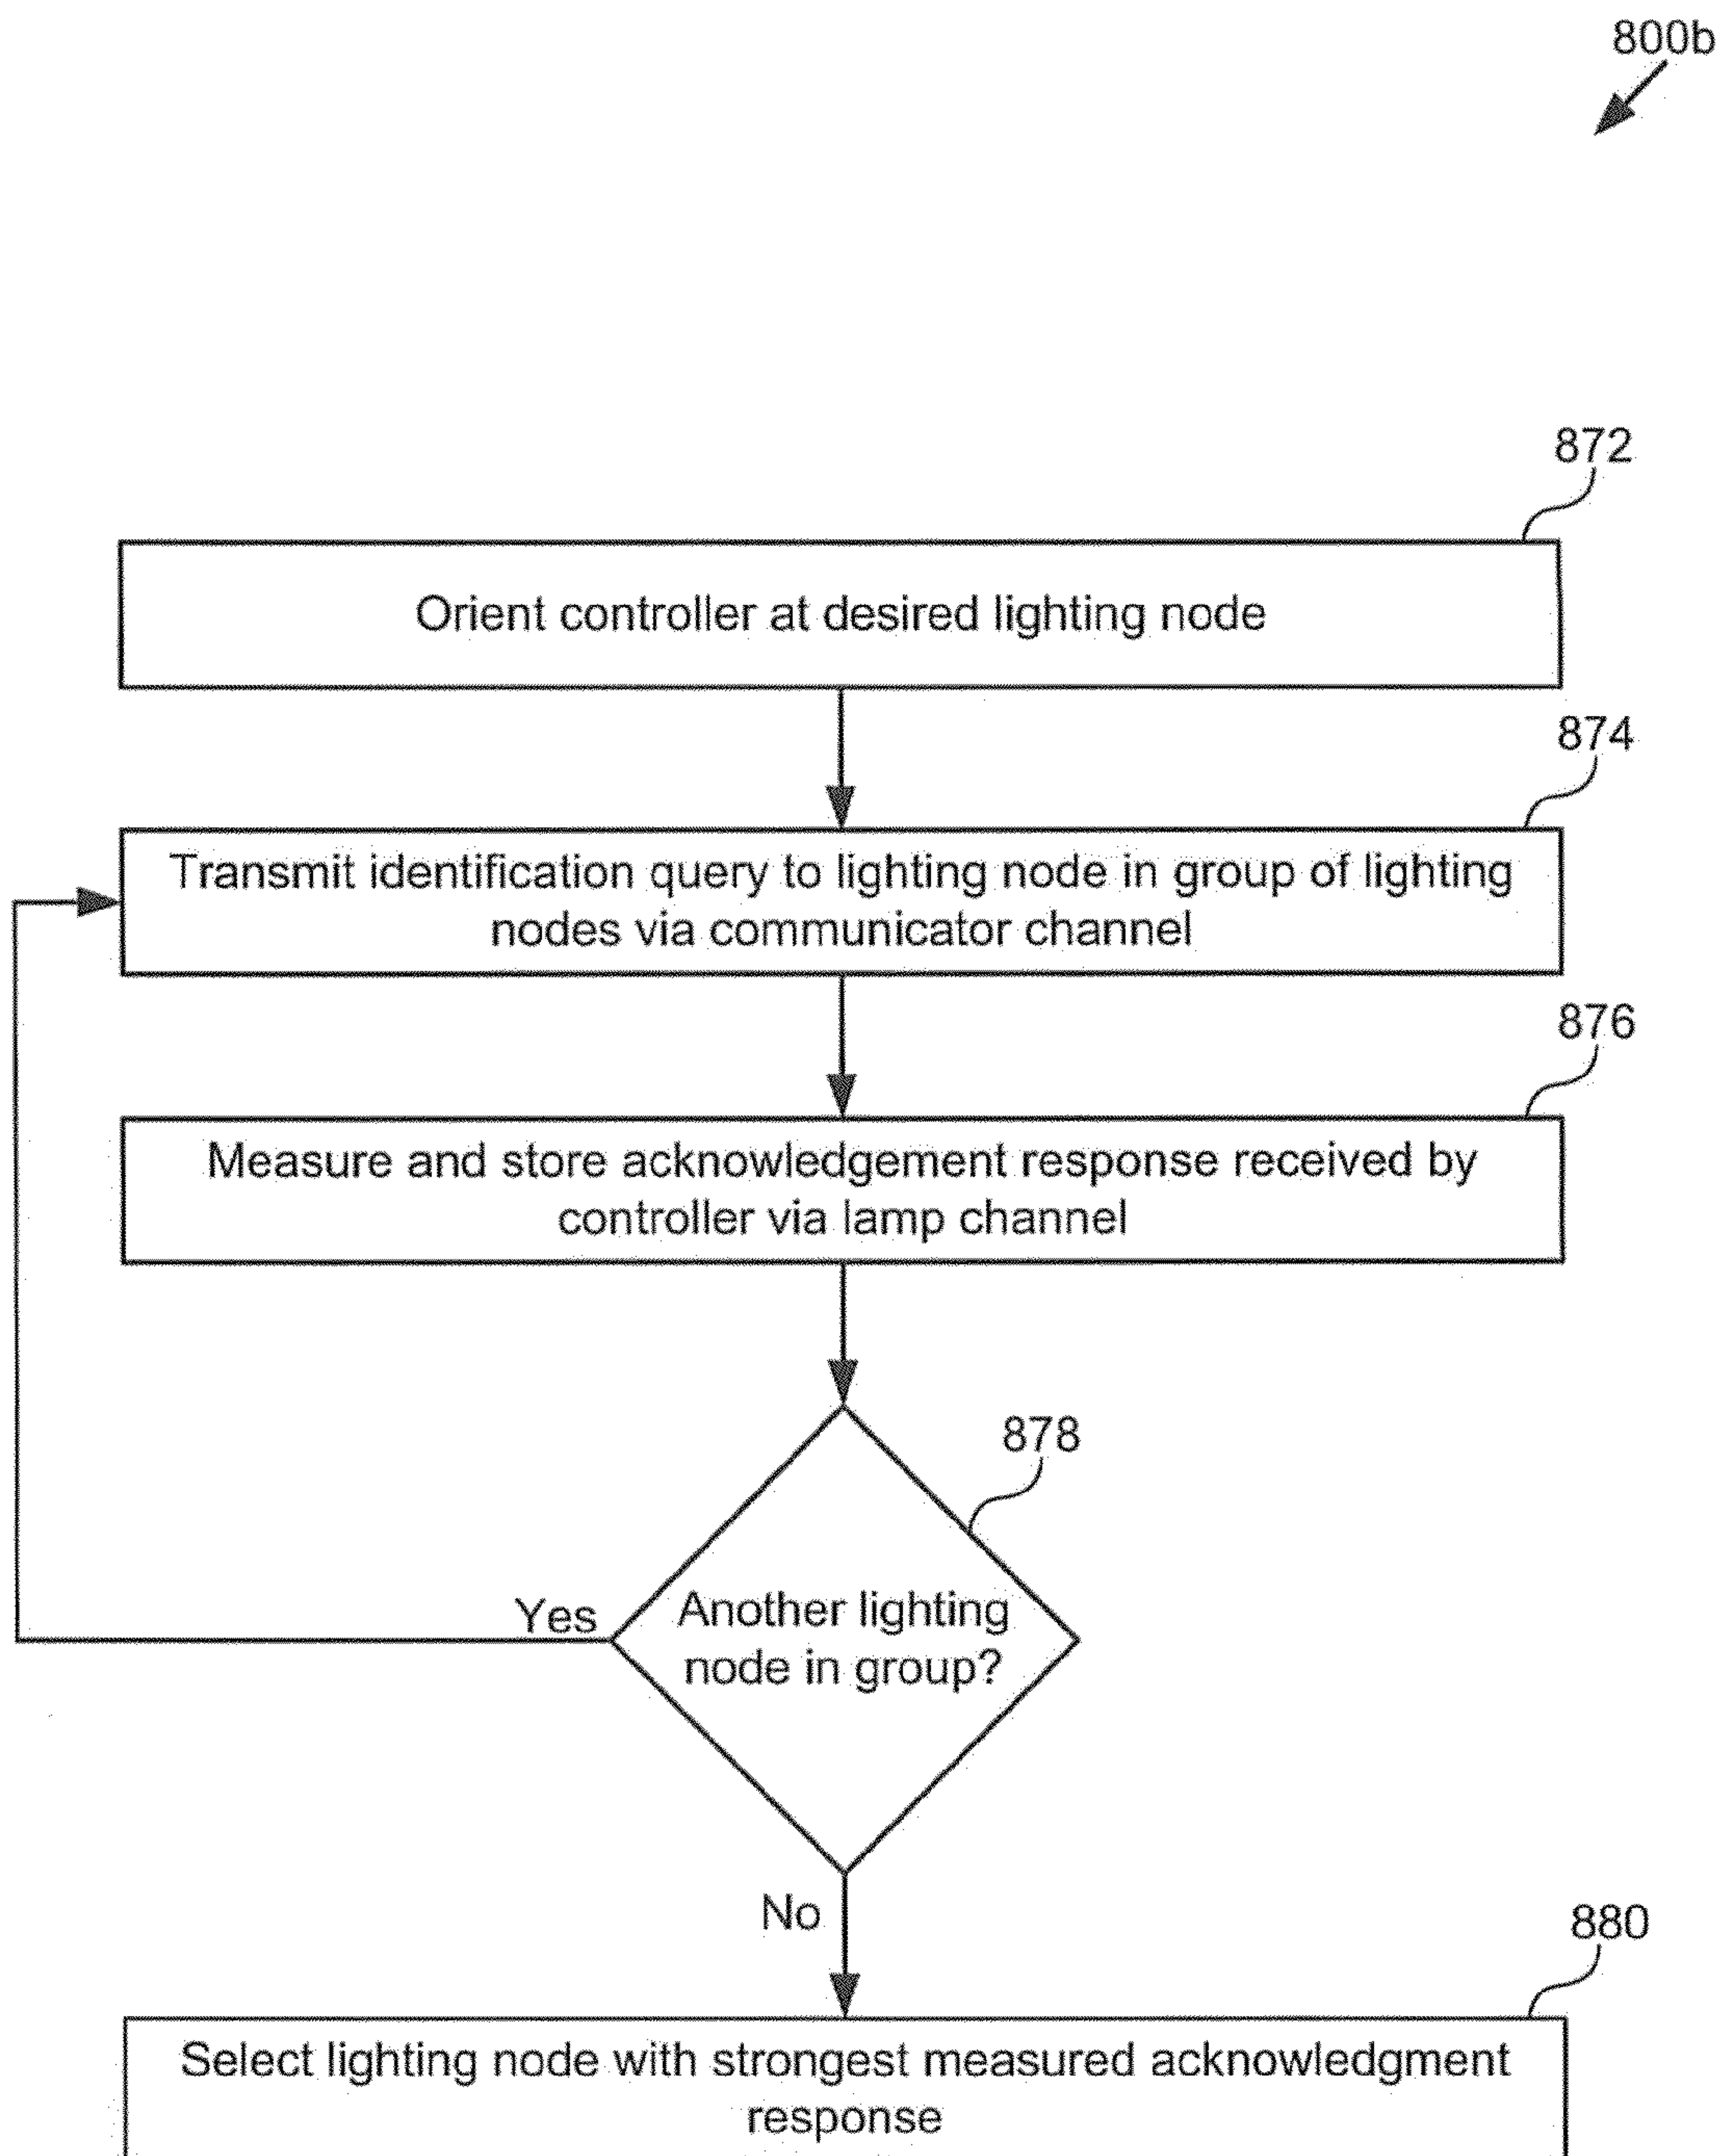 800b
872
Orient controller at desired lighting node
874
Transmit identification query to lighting node in group of lighting
nodes via communicator channel
876
Measure and store acknowledgement response received by
controller via lamp channel
878
Another lighting
node in group?
Yes
No
880
Select lighting node with strongest measured acknowledgment
response